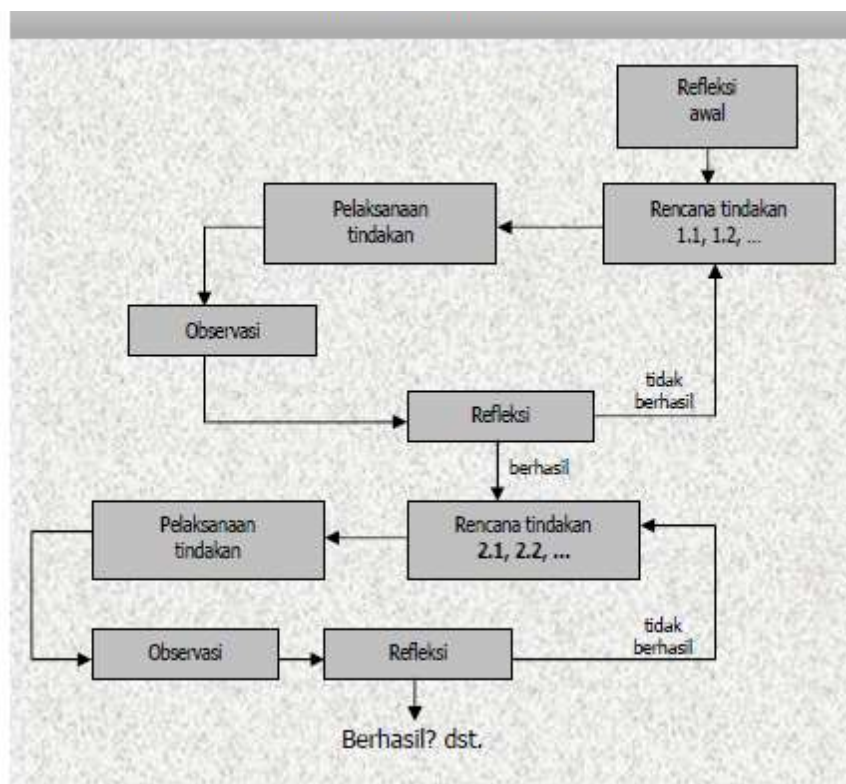 Refleksi
awal
Rencana tindakan
1.1, 1.2, ...
Pelaksanaan
tindakan
Observasi
Refleksi
tidak
berhasil
berhasil
Rencana tindakan
2.1, 2.2, ...
Pelaksanaan
tindakan
Observasi
Refleksi
tidak
berhasil
Berhasil? dst.